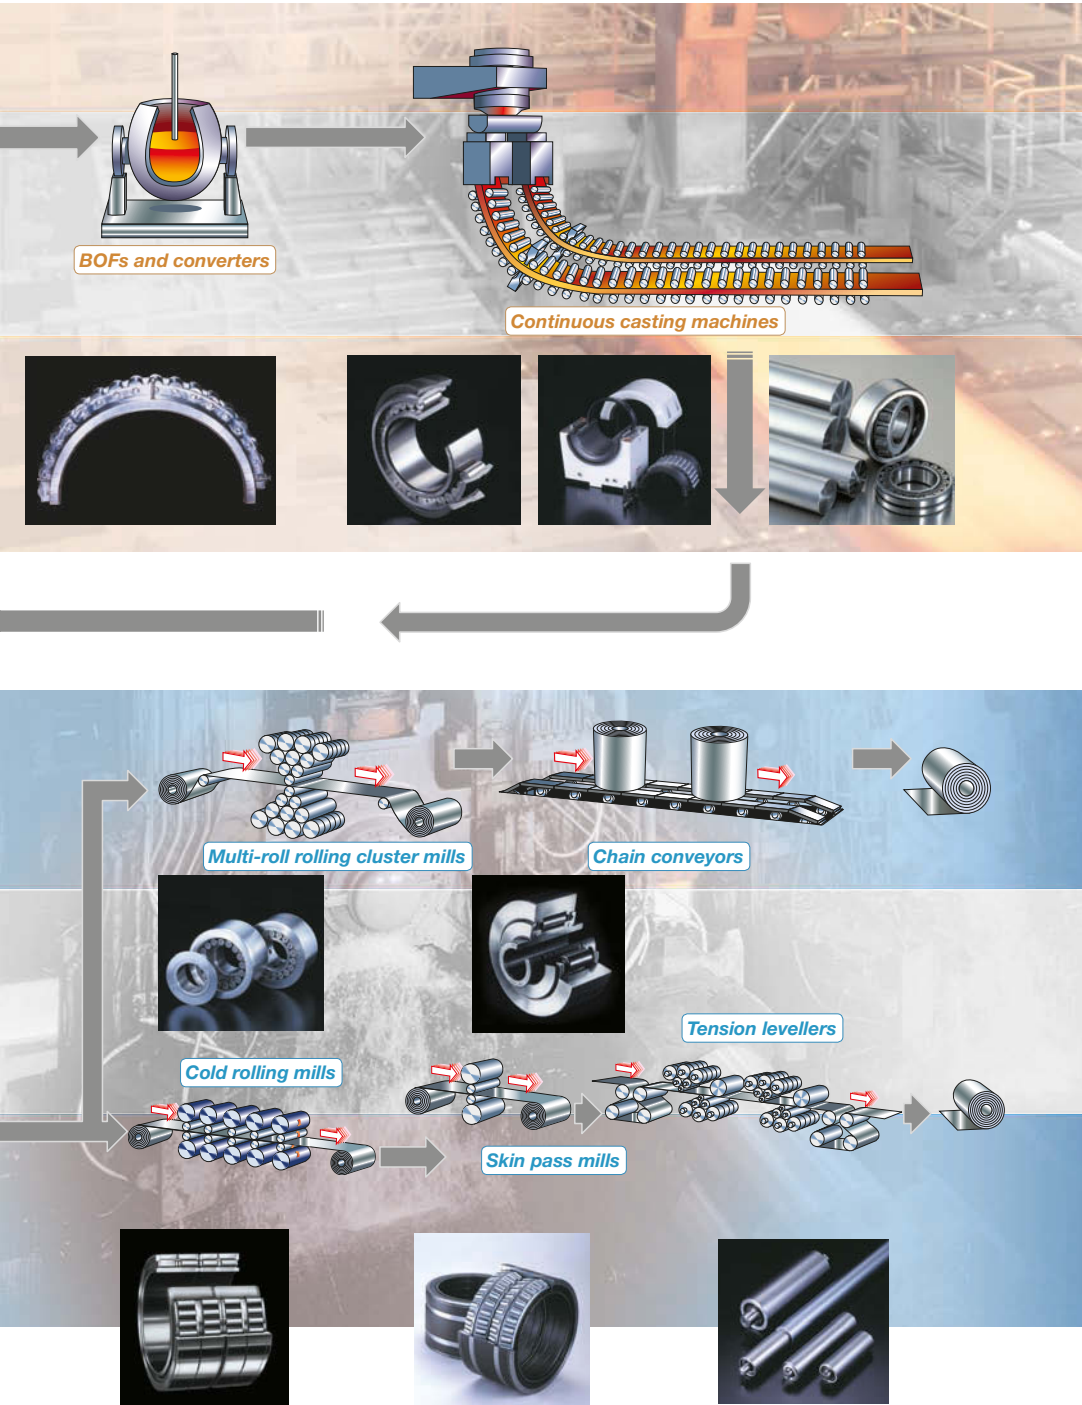 BOFs and converters
Continuous casting machines
Multi-roll rolling cluster mills
Chain conveyors
Tension levellers
Cold rolling mills
Skin pass mills